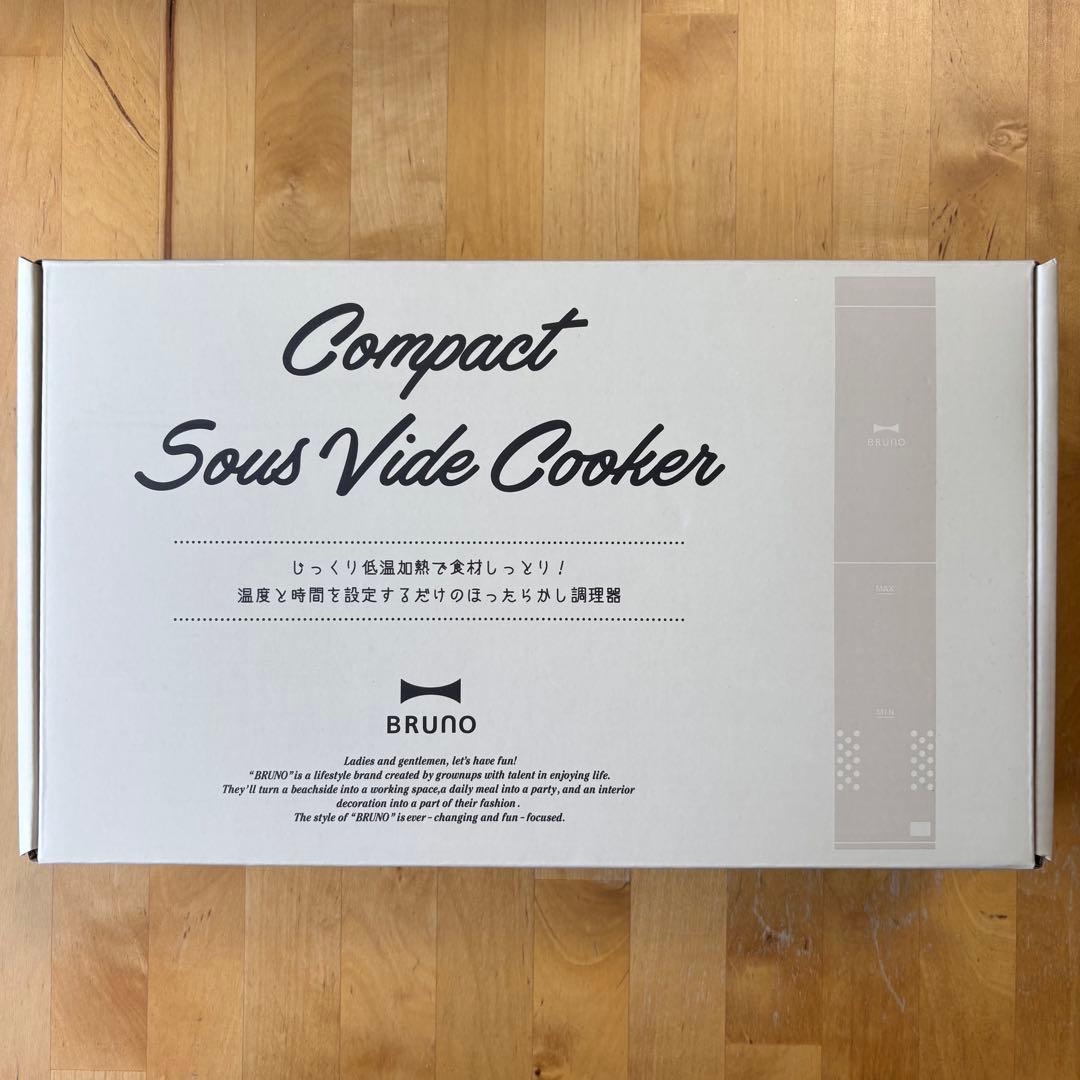 Compact
Sous Vide Cooker
じっくり低温加熱で食材しっとり!
温度と時間を設定するだけのほったらかし調理器
BRUNO
Ladies and gentlemen, let's have fun!
"BRUNO" is a lifestyle brand created by grownups with talent in enjoying life.
They'll turn a beachside into a working space,a daily meal into a party, and an interior
decoration into a part of their fashion.
The style of "BRUNO" is ever - changing and fun - focused.
BRUNO
MAX
MIN